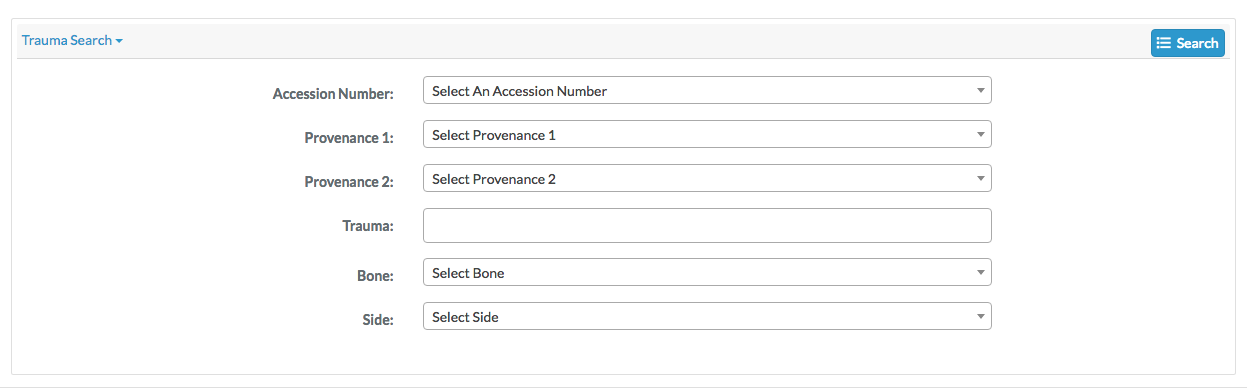 Trauma Search
Search
Accession Number: Select An Accession Number
Provenance 1: Select Provenance 1
Provenance 2: Select Provenance 2
Trauma:
Bone: Select Bone
Side: Select Side